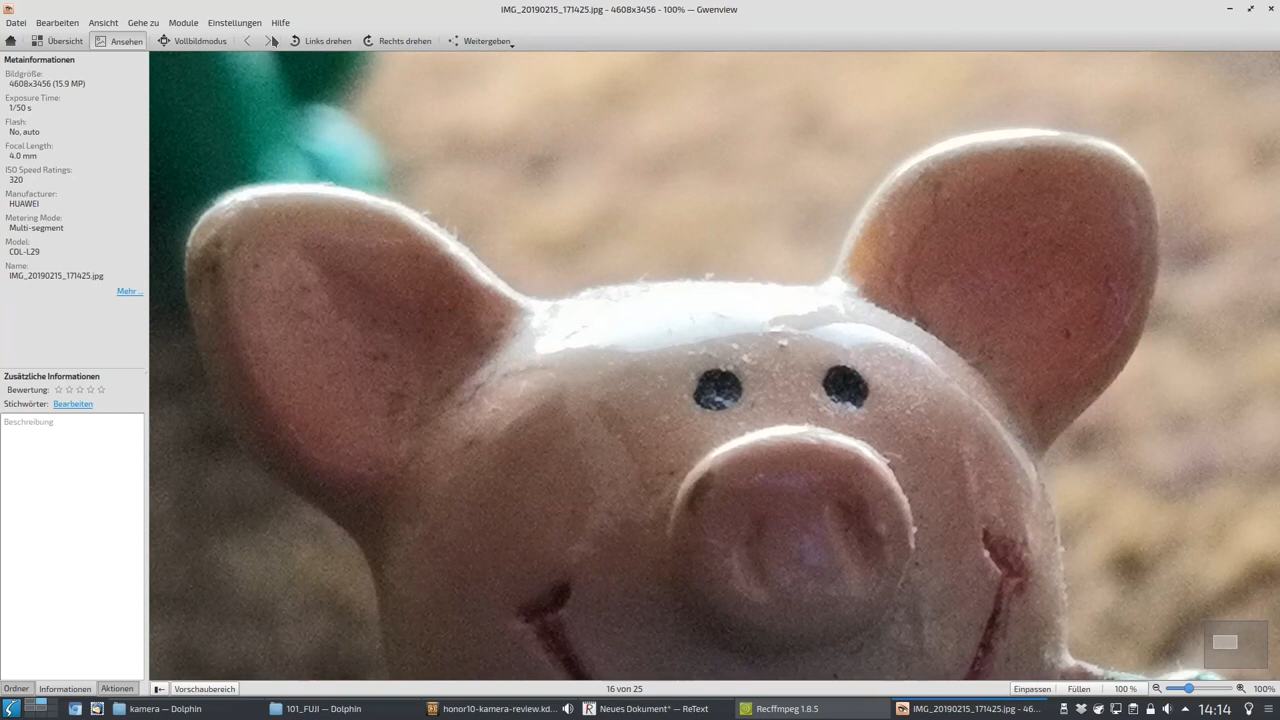 IMG_20190215_171425.jpg - 4608x3456 - 100% — Gwenview
Datei Bearbeiten Ansicht Gehe zu Module Einstellungen Hilfe
Übersicht Ansehen Vollbildmodus Links drehen Rechts drehen Weitergeben
Metainformationen
Bildgröße:
4608x3456 (15.9 MP)
Exposure Time:
1/50 s
Flash:
No, auto
Focal Length:
4.0 mm
ISO Speed Ratings:
320
Manufacturer:
HUAWEI
Metering Mode:
Multi-segment
Model:
COL-L29
Name:
IMG_20190215_171425.jpg
Mehr ...
Zusätzliche Informationen
Bewertung:
Stichwörter: Bearbeiten
Beschreibung
Ordner Informationen Aktionen Vorschaubereich 16 von 25 Einpassen Füllen 100 % 100%
kamera — Dolphin 101_FUJI — Dolphin honor10-kamera-review.kd... Neues Dokument* — ReText Recffmpeg 1.8.5 IMG_20190215_171425.jpg - 46... 14:14